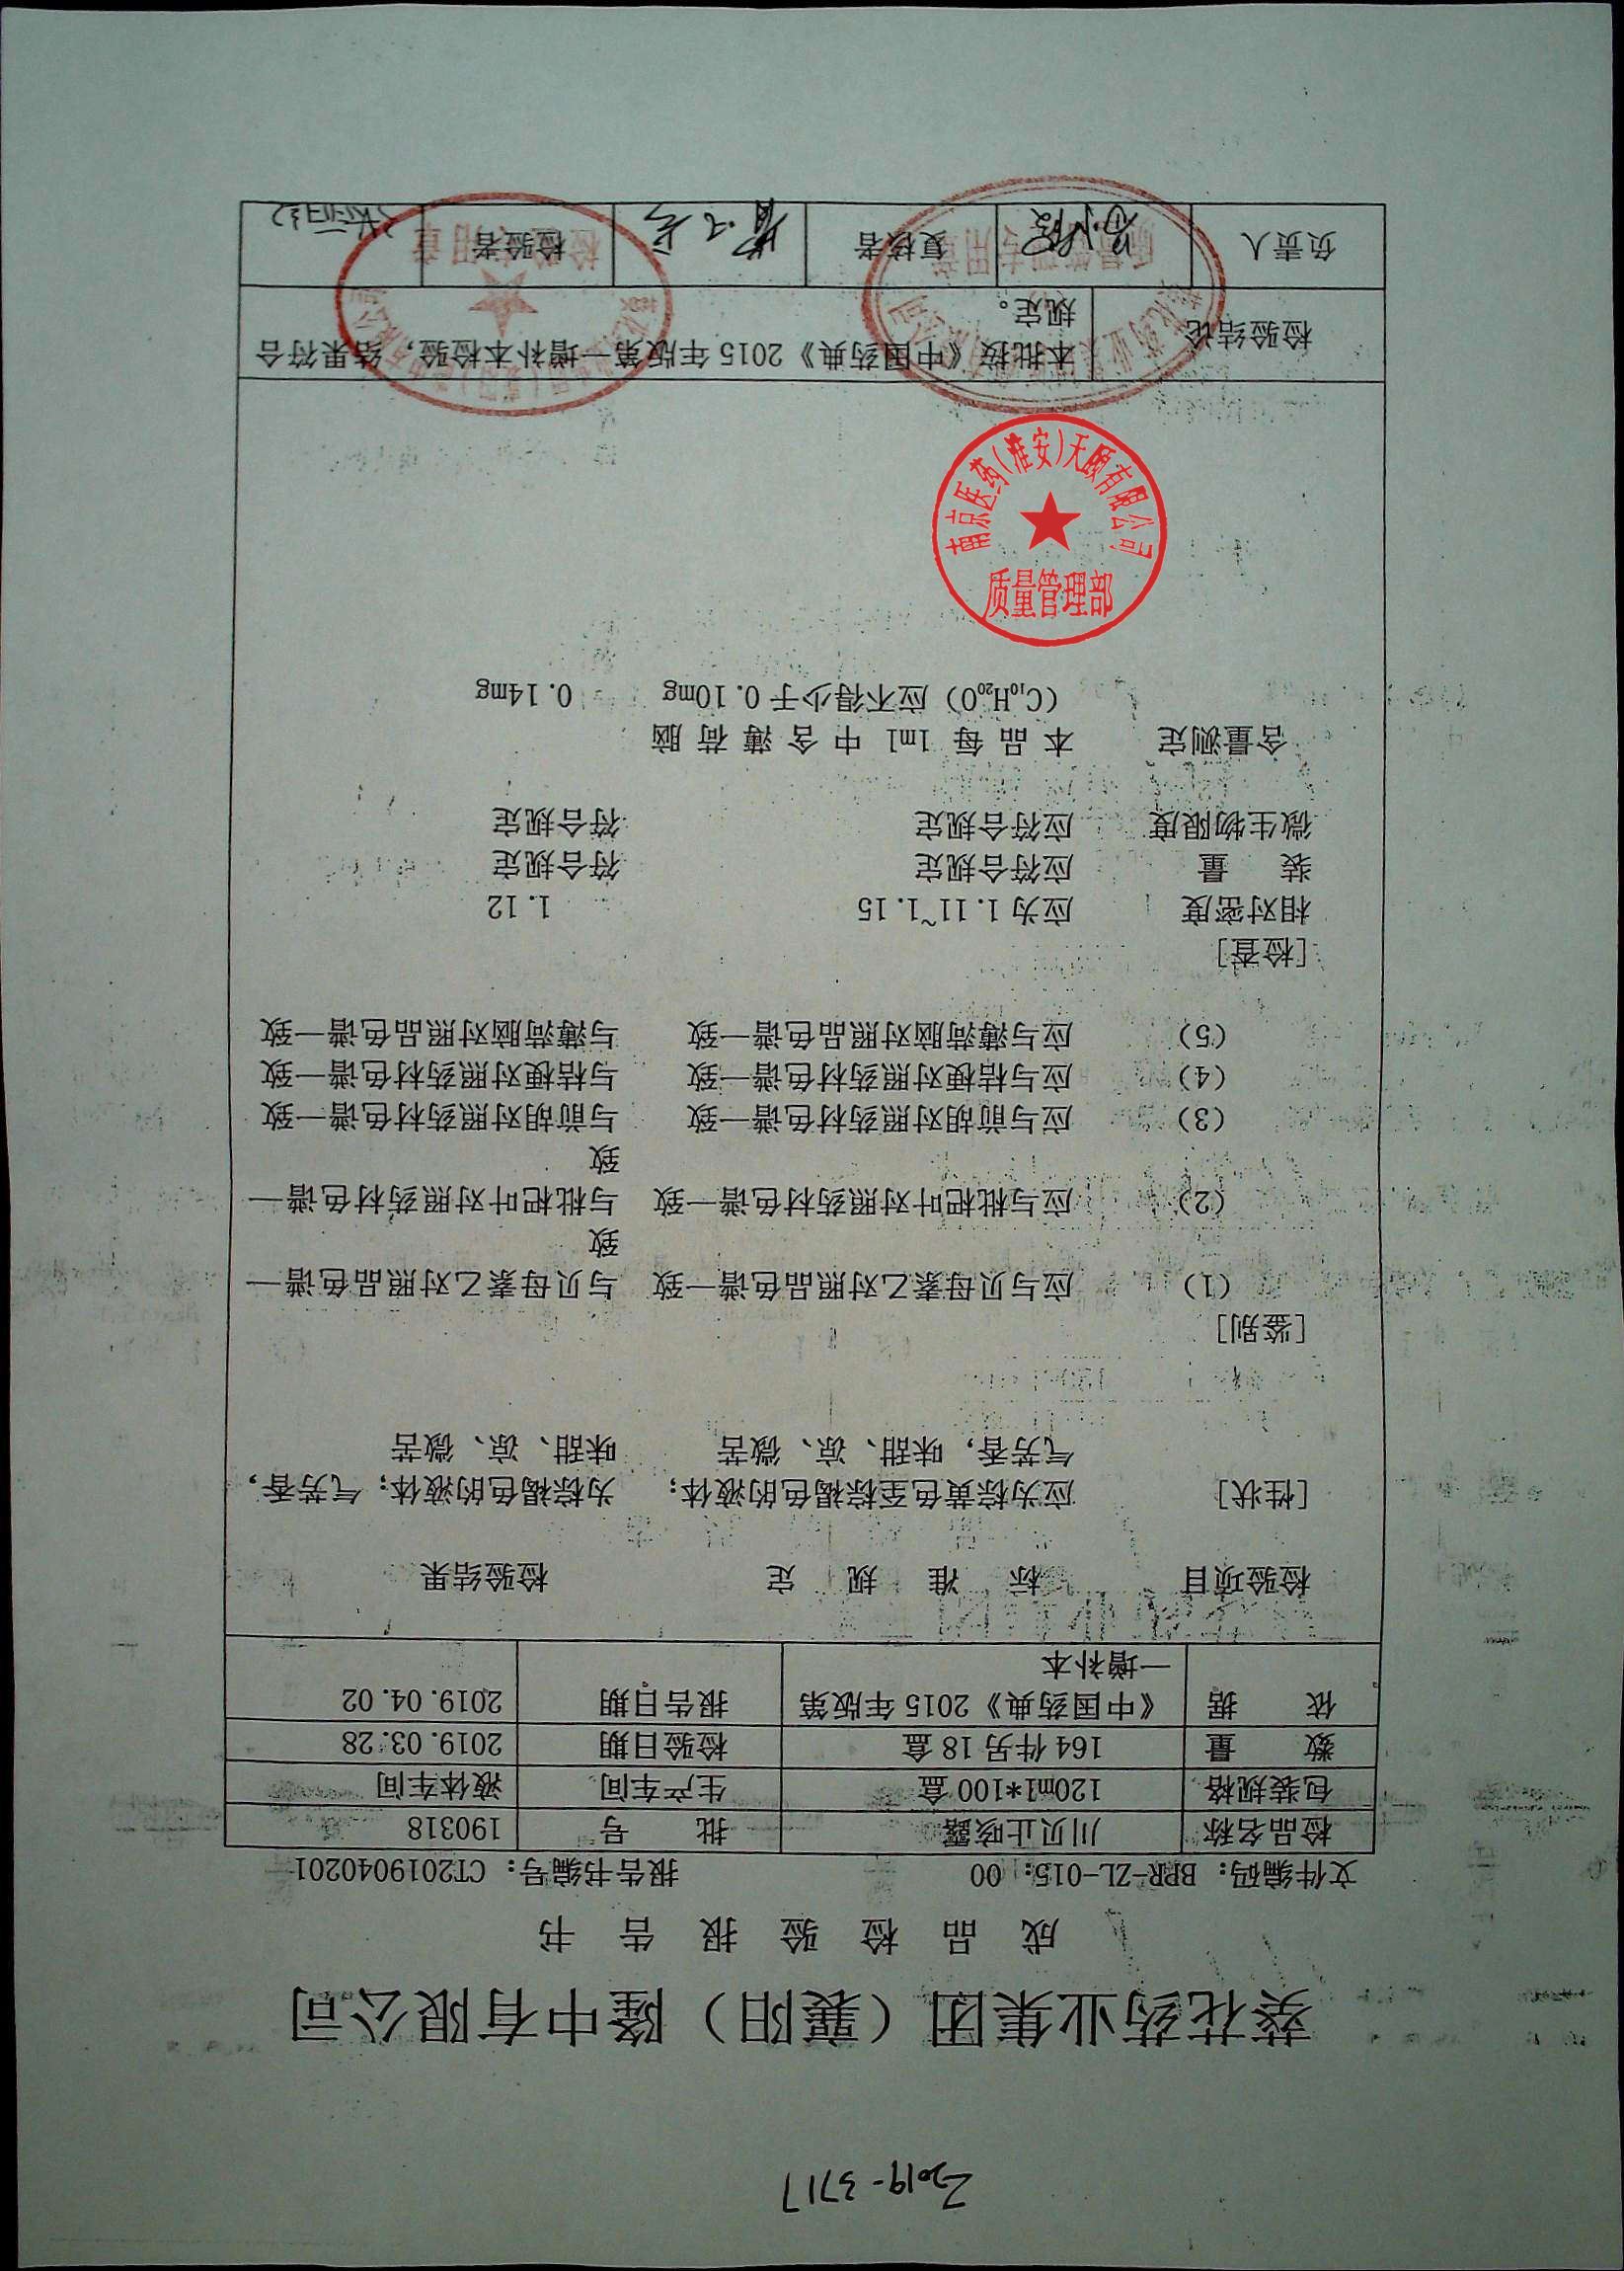 2019-3717
葵花药业集团（襄阳）隆中有限公司
成品检验报告书
文件编码：BPR-ZL-015：00 报告书编号：CT2019040201
检品名称 川贝止咳露 批号 190318
包装规格 120ml*100盒 生产车间 液体车间
数量 164件另18盒 检验日期 2019.03.28
依据 《中国药典》2015年版第 报告日期 2019.04.02
一增补本
检验项目 标准规定 检验结果
[性状] 应为棕黄色至棕褐色的液体； 为棕褐色的液体；气芳香，
气芳香，味甜、凉、微苦 味甜、凉、微苦
[鉴别]
（1） 应与贝母素乙对照品色谱一致 与贝母素乙对照品色谱一
致
（2） 应与枇杷叶对照药材色谱一致 与枇杷叶对照药材色谱一
致
（3） 应与前胡对照药材色谱一致 与前胡对照药材色谱一致
（4） 应与桔梗对照药材色谱一致 与桔梗对照药材色谱一致
（5） 应与薄荷脑对照品色谱一致 与薄荷脑对照品色谱一致
[检查]
相对密度 应为1.11~1.15 1.12
装量 应符合规定 符合规定
微生物限度 应符合规定 符合规定
含量测定 本品每1ml中含薄荷脑
（C₁₀H₂₀O）应不得少于0.10mg 0.14mg
南京医药(淮安)天颐有限公司
质量管理部
检验结论 本批按《中国药典》2015年版第一增补本检验，结果符合
规定。
负责人 复核者 检验者